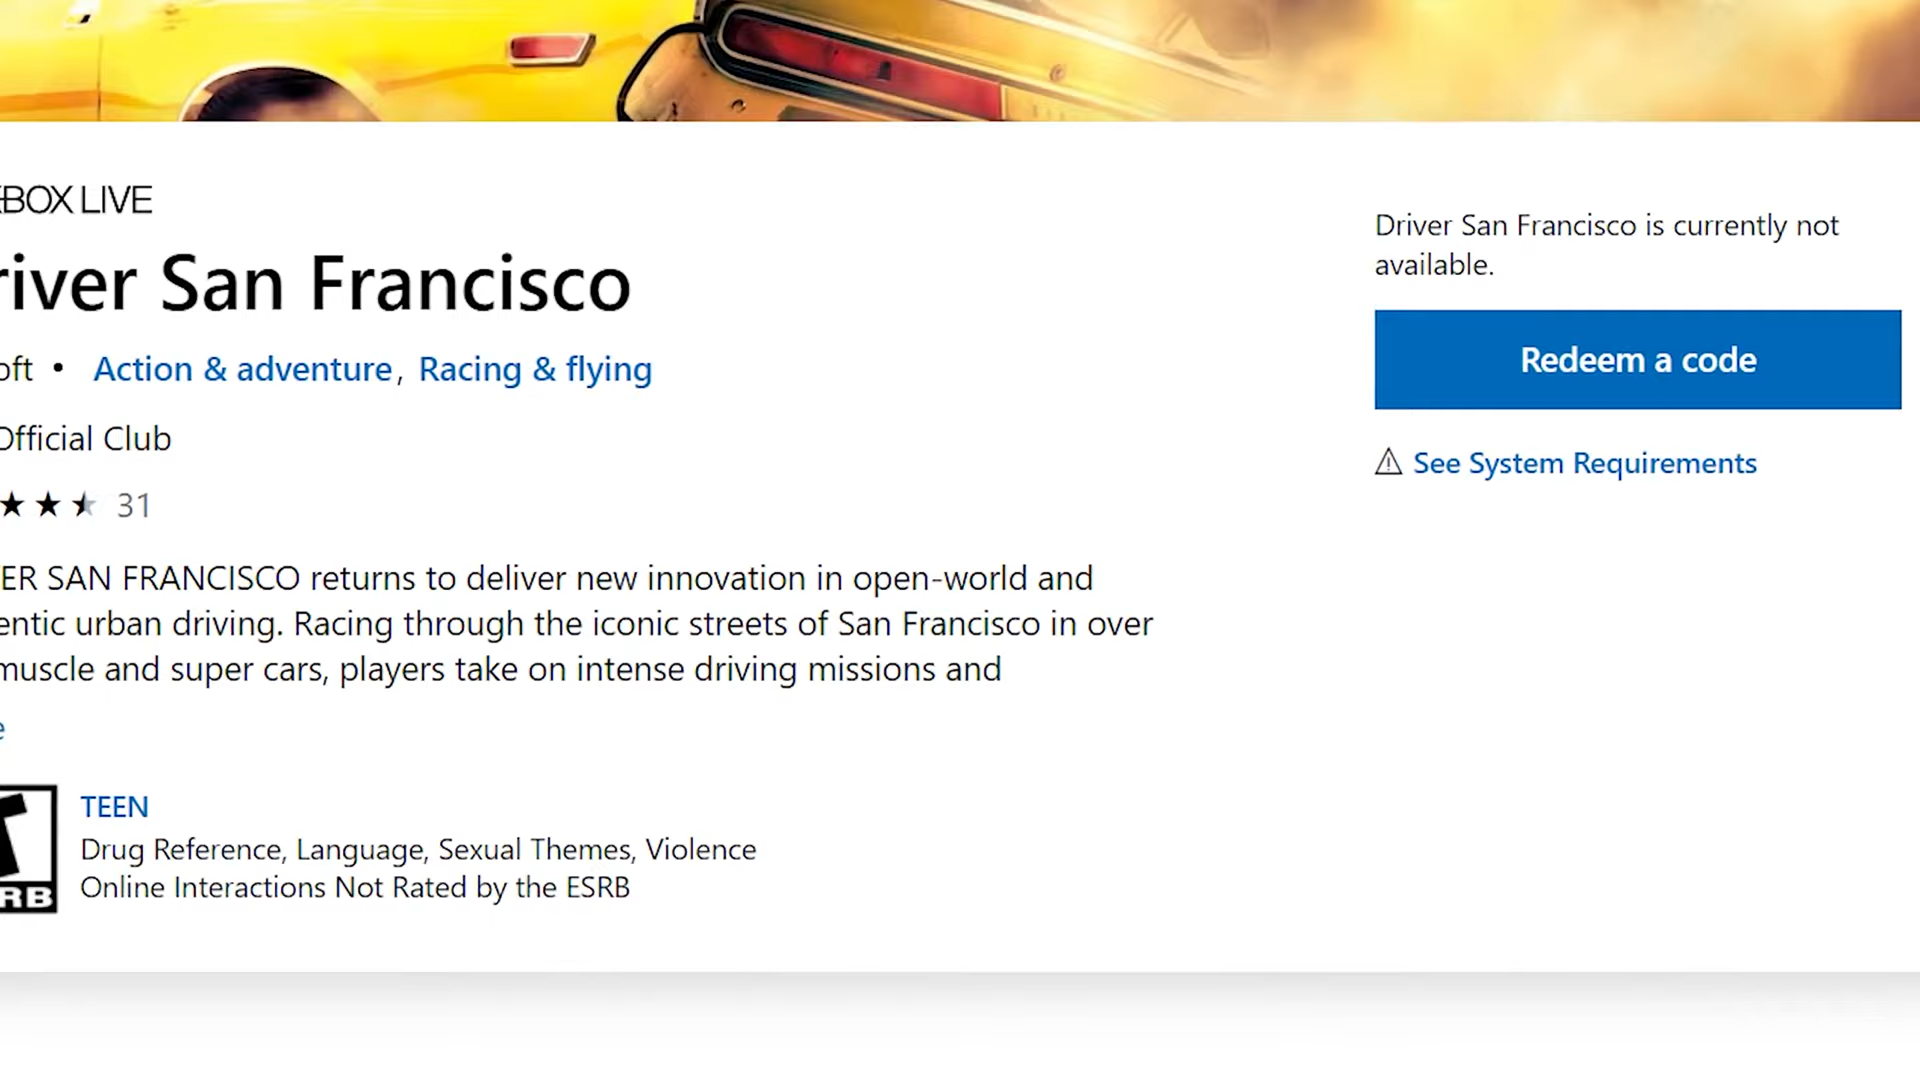 BOX LIVE
river San Francisco
oft • Action & adventure, Racing & flying
Official Club
31
ER SAN FRANCISCO returns to deliver new innovation in open-world and
entic urban driving. Racing through the iconic streets of San Francisco in over
muscle and super cars, players take on intense driving missions and
e
T
RB
TEEN
Drug Reference, Language, Sexual Themes, Violence
Online Interactions Not Rated by the ESRB
Driver San Francisco is currently not
available.
Redeem a code
See System Requirements